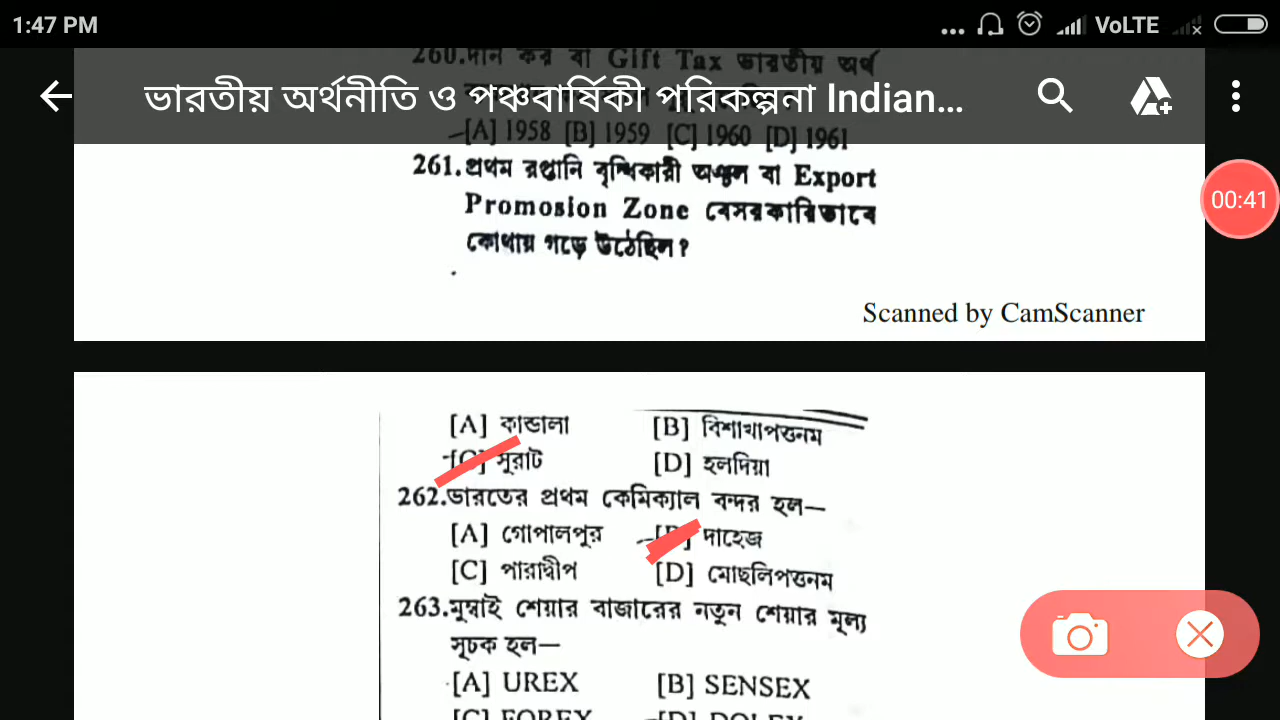 1:47 PM
... VoLTE
260.দান কর বা Gift Tax ভারতীয় অর্থ
ভারতীয় অর্থনীতি ও পঞ্চবার্ষিকী পরিকল্পনা Indian...
[A] 1958 [B] 1959 [C] 1960 [D] 1961
261.প্রথম রপ্তানি বৃদ্ধিকারী অঞ্চল বা Export
Promosion Zone বেসরকারিভাবে
কোথায় গড়ে উঠেছিল?
00:41
Scanned by CamScanner
[A] কান্ডালা [B] বিশাখাপত্তনম
[C] সুরাট [D] হলদিয়া
262.ভারতের প্রথম কেমিক্যাল বন্দর হল—
[A] গোপালপুর [B] দাহেজ
[C] পারাদ্বীপ [D] মোছলিপত্তনম
263.মুম্বাই শেয়ার বাজারের নতুন শেয়ার মূল্য
সূচক হল—
[A] UREX [B] SENSEX
[C] FOREX [D] DOLEX